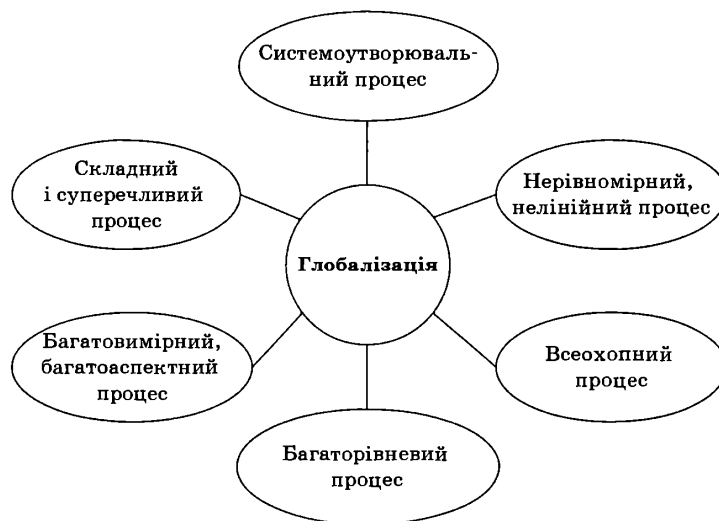 Системоутворюваль-
ний процес
Складний
і суперечливий
процес
Нерівномірний,
нелінійний процес
Глобалізація
Багатовимірний,
багатоаспектний
процес
Всеохопний
процес
Багаторівневий
процес